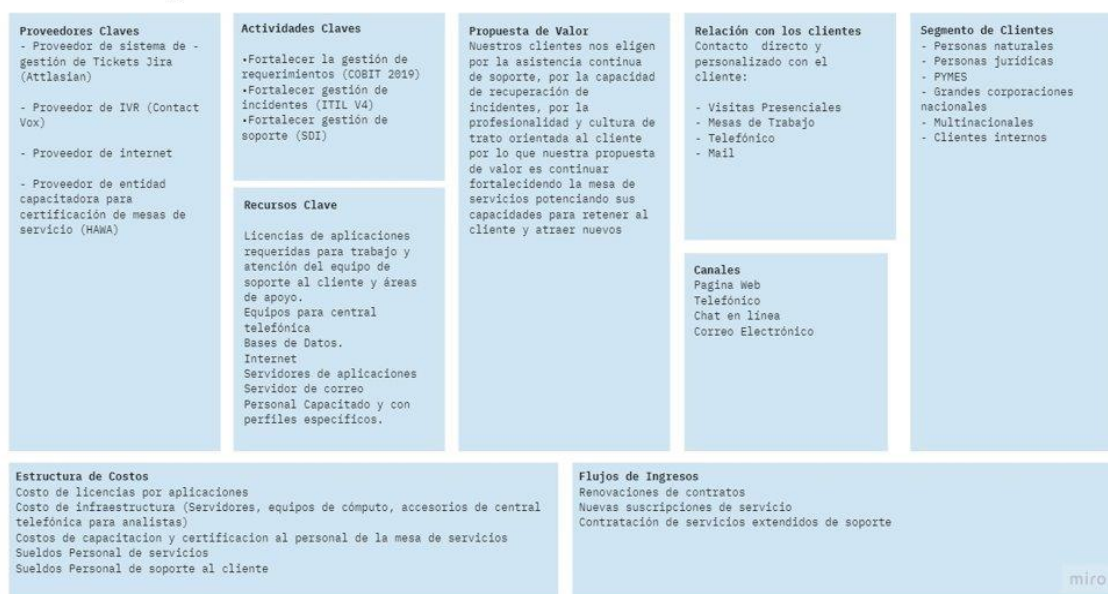 Proveedores Claves
- Proveedor de sistema de -
gestión de Tickets Jira
(Attlasian)
- Proveedor de IVR (Contact
Vox)
- Proveedor de internet
- Proveedor de entidad
capacitadora para
certificación de mesas de
servicio (HAWA)
Actividades Claves
•Fortalecer la gestión de
requerimientos (COBIT 2019)
•Fortalecer gestión de
incidentes (ITIL V4)
•Fortalecer gestión de
soporte (SDI)
Recursos Clave
Licencias de aplicaciones
requeridas para trabajo y
atención del equipo de
soporte al cliente y áreas
de apoyo.
Equipos para central
telefónica
Bases de Datos.
Internet
Servidores de aplicaciones
Servidor de correo
Personal Capacitado y con
perfiles específicos.
Propuesta de Valor
Nuestros clientes nos eligen
por la asistencia continua
de soporte, por la capacidad
de recuperación de
incidentes, por la
profesionalidad y cultura de
trato orientada al cliente
por lo que nuestra propuesta
de valor es continuar
fortalecidendo la mesa de
servicios potenciando sus
capacidades para retener al
cliente y atraer nuevos
Relación con los clientes
Contacto directo y
personalizado con el
cliente:
- Visitas Presenciales
- Mesas de Trabajo
- Telefónico
- Mail
Canales
Pagina Web
Telefónico
Chat en línea
Correo Electrónico
Segmento de Clientes
- Personas naturales
- Personas jurídicas
- PYMES
- Grandes corporaciones
nacionales
- Multinacionales
- Clientes internos
Estructura de Costos
Costo de licencias por aplicaciones
Costo de infraestructura (Servidores, equipos de cómputo, accesorios de central
telefónica para analistas)
Costos de capacitacion y certificacion al personal de la mesa de servicios
Sueldos Personal de servicios
Sueldos Personal de soporte al cliente
Flujos de Ingresos
Renovaciones de contratos
Nuevas suscripciones de servicio
Contratación de servicios extendidos de soporte
miro